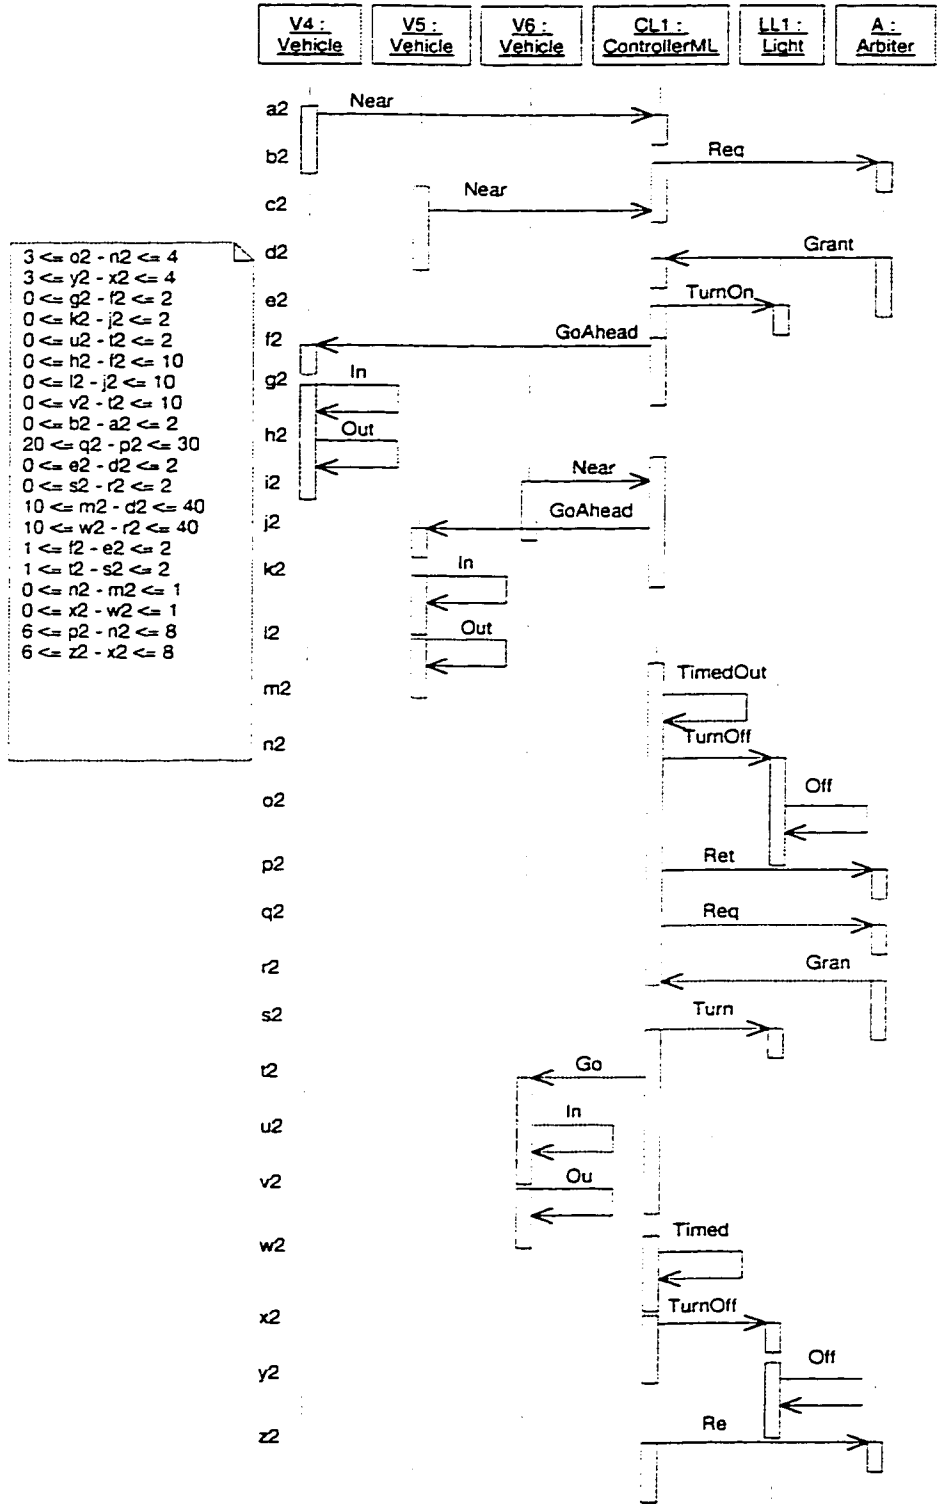 V4 : Vehicle
V5 : Vehicle
V6 : Vehicle
CL1 : ControllerML
LL1 : Light
A : Arbiter
a2 Near
b2 Req
c2 Near
d2 Grant
e2 TurnOn
f2 GoAhead
g2 In
h2 Out
i2 Near
j2 GoAhead
k2 In
l2 Out
m2 TimedOut
n2 TurnOff
o2 Off
p2 Ret
q2 Req
r2 Gran
s2 Turn
t2 Go
u2 In
v2 Ou
w2 Timed
x2 TurnOff
y2 Off
z2 Re
3 <= o2 - n2 <= 4
3 <= y2 - x2 <= 4
0 <= g2 - f2 <= 2
0 <= k2 - j2 <= 2
0 <= u2 - t2 <= 2
0 <= h2 - f2 <= 10
0 <= l2 - j2 <= 10
0 <= v2 - t2 <= 10
0 <= b2 - a2 <= 2
20 <= q2 - p2 <= 30
0 <= e2 - d2 <= 2
0 <= s2 - r2 <= 2
10 <= m2 - d2 <= 40
10 <= w2 - r2 <= 40
1 <= f2 - e2 <= 2
1 <= t2 - s2 <= 2
0 <= n2 - m2 <= 1
0 <= x2 - w2 <= 1
6 <= p2 - n2 <= 8
6 <= z2 - x2 <= 8